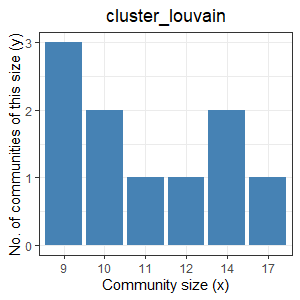 cluster_louvain
No. of communities of this size (y)
3
2
1
0
9 10 11 12 14 17
Community size (x)